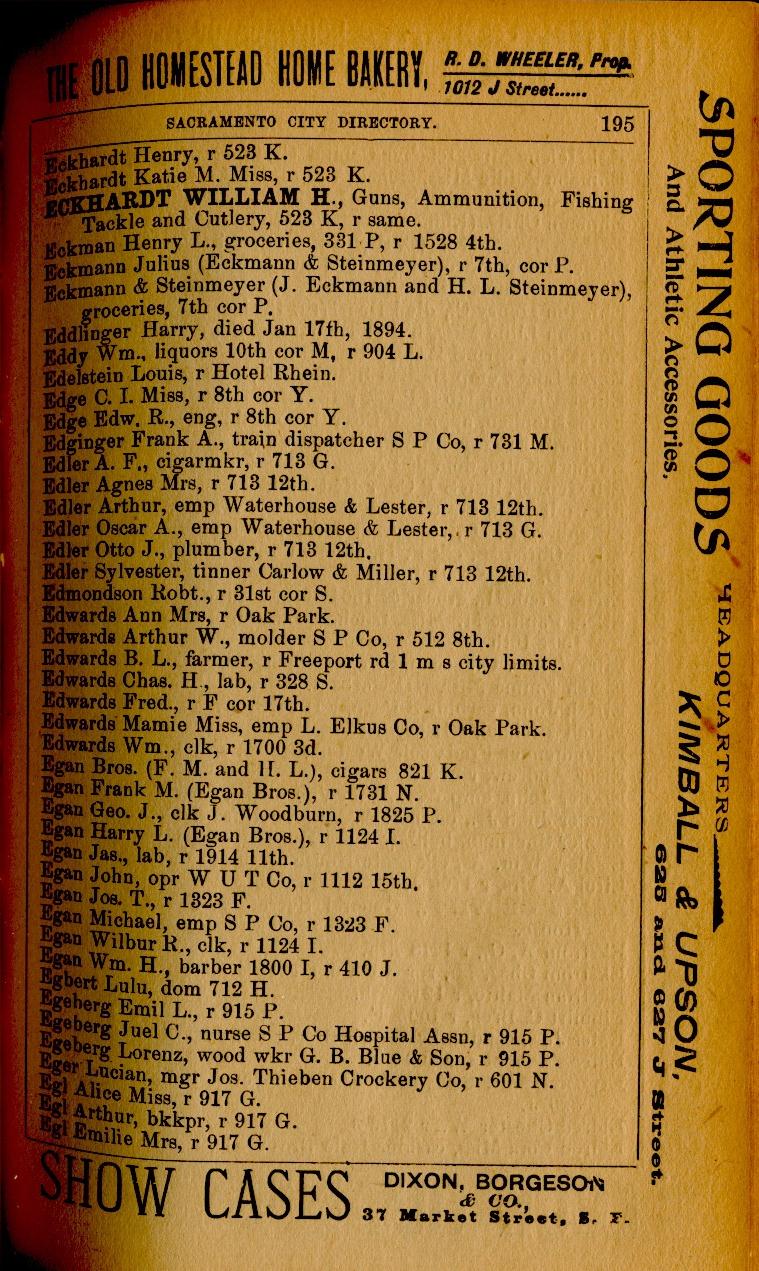 THE OLD HOMESTEAD HOME BAKERY, R. D. WHEELER, Prop.
1012 J Street......
SACRAMENTO CITY DIRECTORY. 195
Eckhardt Henry, r 523 K.
Eckhardt Katie M. Miss, r 523 K.
ECKHARDT WILLIAM H., Guns, Ammunition, Fishing
Tackle and Cutlery, 523 K, r same.
Eckman Henry L., groceries, 331 P, r 1528 4th.
Eckmann Julius (Eckmann & Steinmeyer), r 7th, cor P.
Eckmann & Steinmeyer (J. Eckmann and H. L. Steinmeyer),
groceries, 7th cor P.
Eddlinger Harry, died Jan 17th, 1894.
Eddy Wm., liquors 10th cor M, r 904 L.
Edelstein Louis, r Hotel Rhein.
Edge C. I. Miss, r 8th cor Y.
Edge Edw. R., eng, r 8th cor Y.
Edginger Frank A., train dispatcher S P Co, r 731 M.
Edler A. F., cigarmkr, r 713 G.
Edler Agnes Mrs, r 713 12th.
Edler Arthur, emp Waterhouse & Lester, r 713 12th.
Edler Oscar A., emp Waterhouse & Lester, r 713 G.
Edler Otto J., plumber, r 713 12th.
Edler Sylvester, tinner Carlow & Miller, r 713 12th.
Edmondson Robt., r 31st cor S.
Edwards Ann Mrs, r Oak Park.
Edwards Arthur W., molder S P Co, r 512 8th.
Edwards B. L., farmer, r Freeport rd 1 m s city limits.
Edwards Chas. H., lab, r 328 S.
Edwards Fred., r F cor 17th.
Edwards Mamie Miss, emp L. Elkus Co, r Oak Park.
Edwards Wm., clk, r 1700 3d.
Egan Bros. (F. M. and H. L.), cigars 821 K.
Egan Frank M. (Egan Bros.), r 1731 N.
Egan Geo. J., clk J. Woodburn, r 1825 P.
Egan Harry L. (Egan Bros.), r 1124 I.
Egan Jas., lab, r 1914 11th.
Egan John, opr W U T Co, r 1112 15th.
Egan Jos. T., r 1323 F.
Egan Michael, emp S P Co, r 1323 F.
Egan Wilbur R., clk, r 1124 I.
Egan Wm. H., barber 1800 I, r 410 J.
Egbert Lulu, dom 712 H.
Egeberg Emil L., r 915 P.
Egeberg Juel C., nurse S P Co Hospital Assn, r 915 P.
Egeberg Lorenz, wood wkr G. B. Blue & Son, r 915 P.
Eger Lucian, mgr Jos. Thieben Crockery Co, r 601 N.
Egl Alice Miss, r 917 G.
Egl Arthur, bkkpr, r 917 G.
Egl Emilie Mrs, r 917 G.
SHOW CASES DIXON, BORGESON
& CO.,
37 Market Street, S. F.
SPORTING GOODS HEADQUARTERS
And Athletic Accessories.
KIMBALL & UPSON,
625 and 627 J Street.